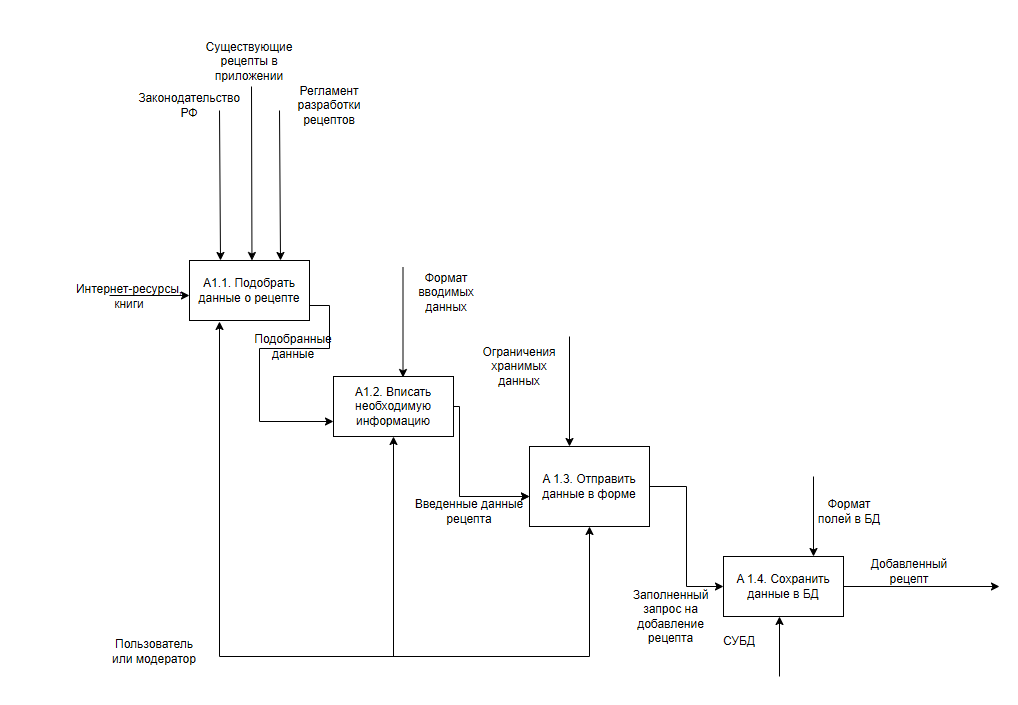 Существующие
рецепты в
приложении
Законодательство
РФ
Регламент
разработки
рецептов
Интернет-ресурсы,
книги
А1.1. Подобрать
данные о рецепте
Формат
вводимых
данных
Подобранные
данные
А1.2. Вписать
необходимую
информацию
Ограничения
хранимых
данных
А 1.3. Отправить
данные в форме
Введенные данные
рецепта
Формат
полей в БД
А 1.4. Сохранить
данные в БД
Добавленный
рецепт
Заполненный
запрос на
добавление
рецепта
СУБД
Пользователь
или модератор